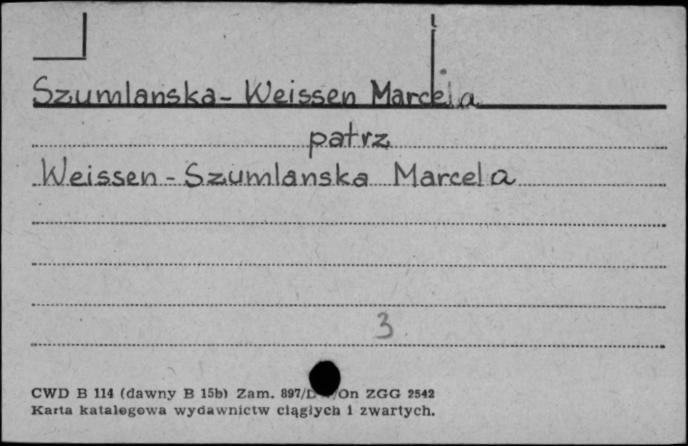 Szumlanska-Weissen Marcela
patrz
Weissen-Szumlanska Marcela
3
CWD B 114 (dawny B 15b) Zam. 897/D /On ZGG 2542
Karta katalogowa wydawnictw ciągłych i zwartych.